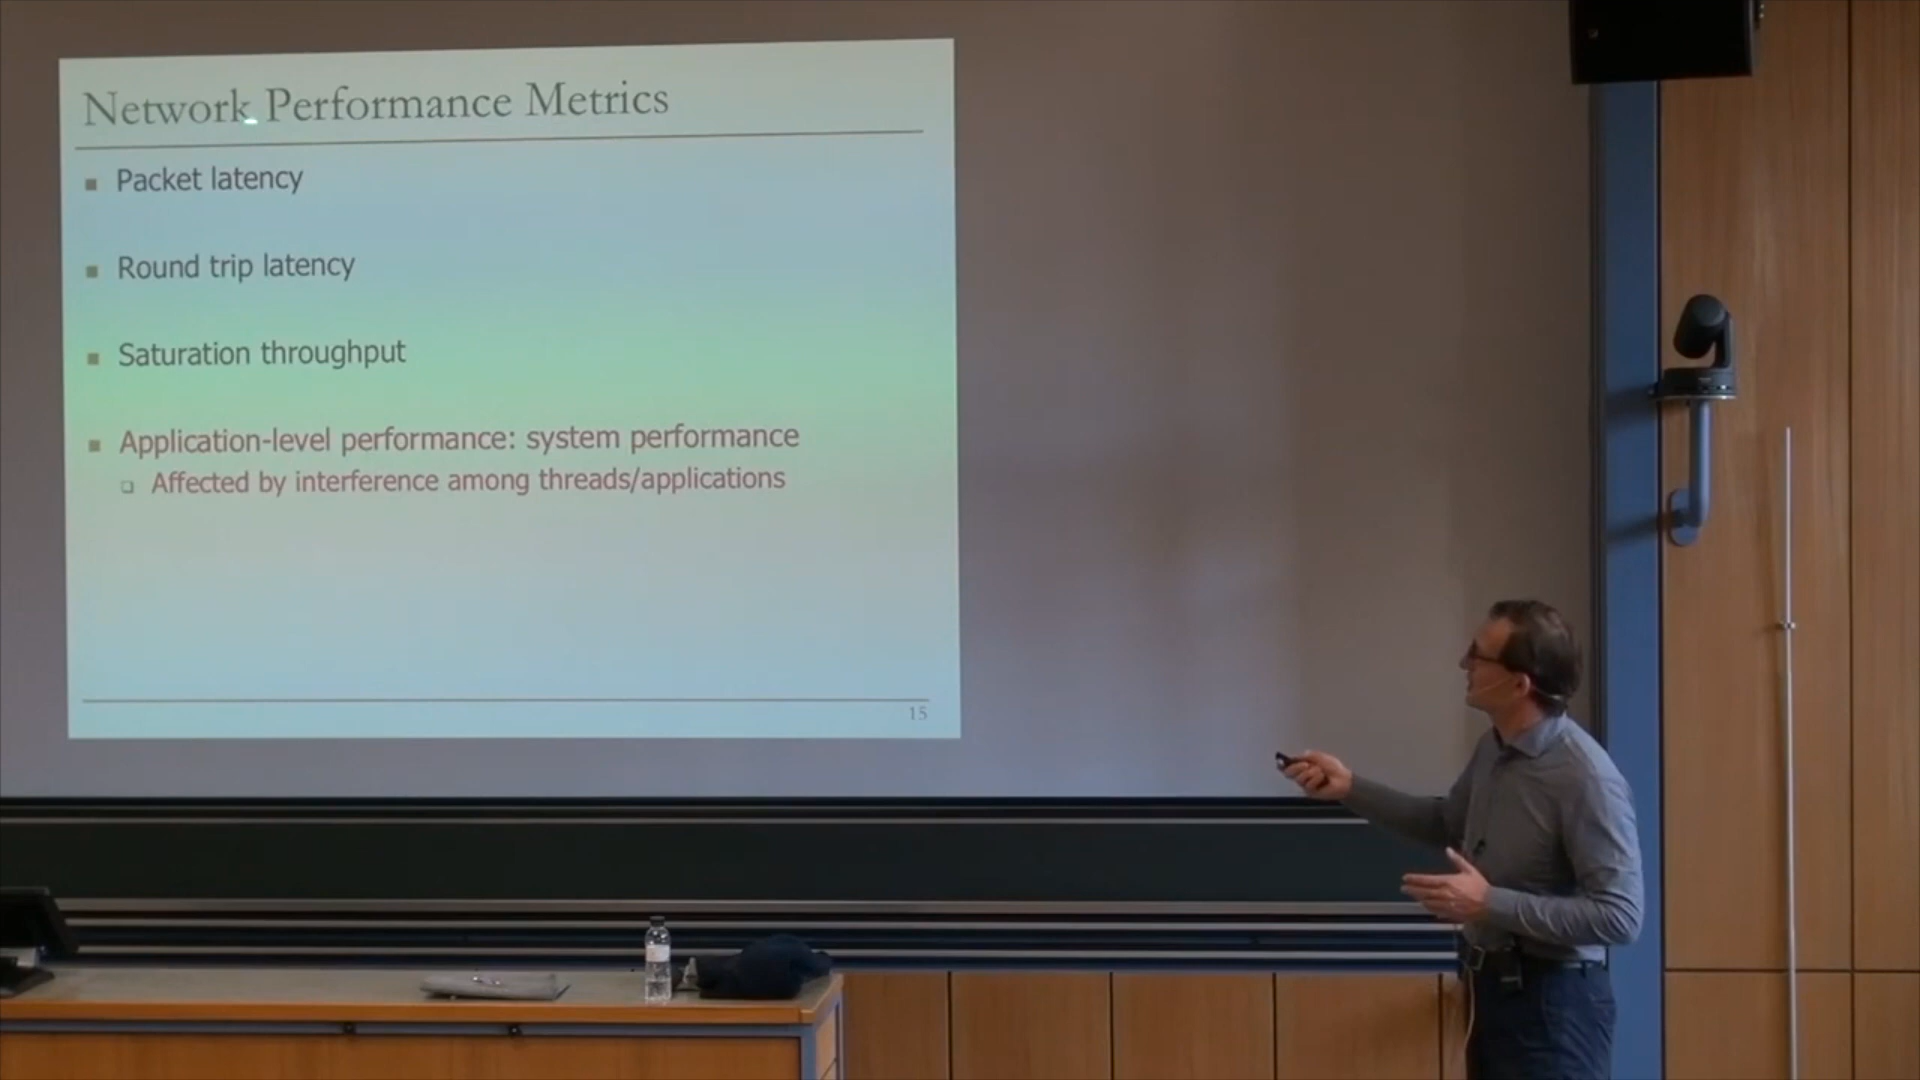 Network Performance Metrics
Packet latency
Round trip latency
Saturation throughput
Application-level performance: system performance
Affected by interference among threads/applications
15